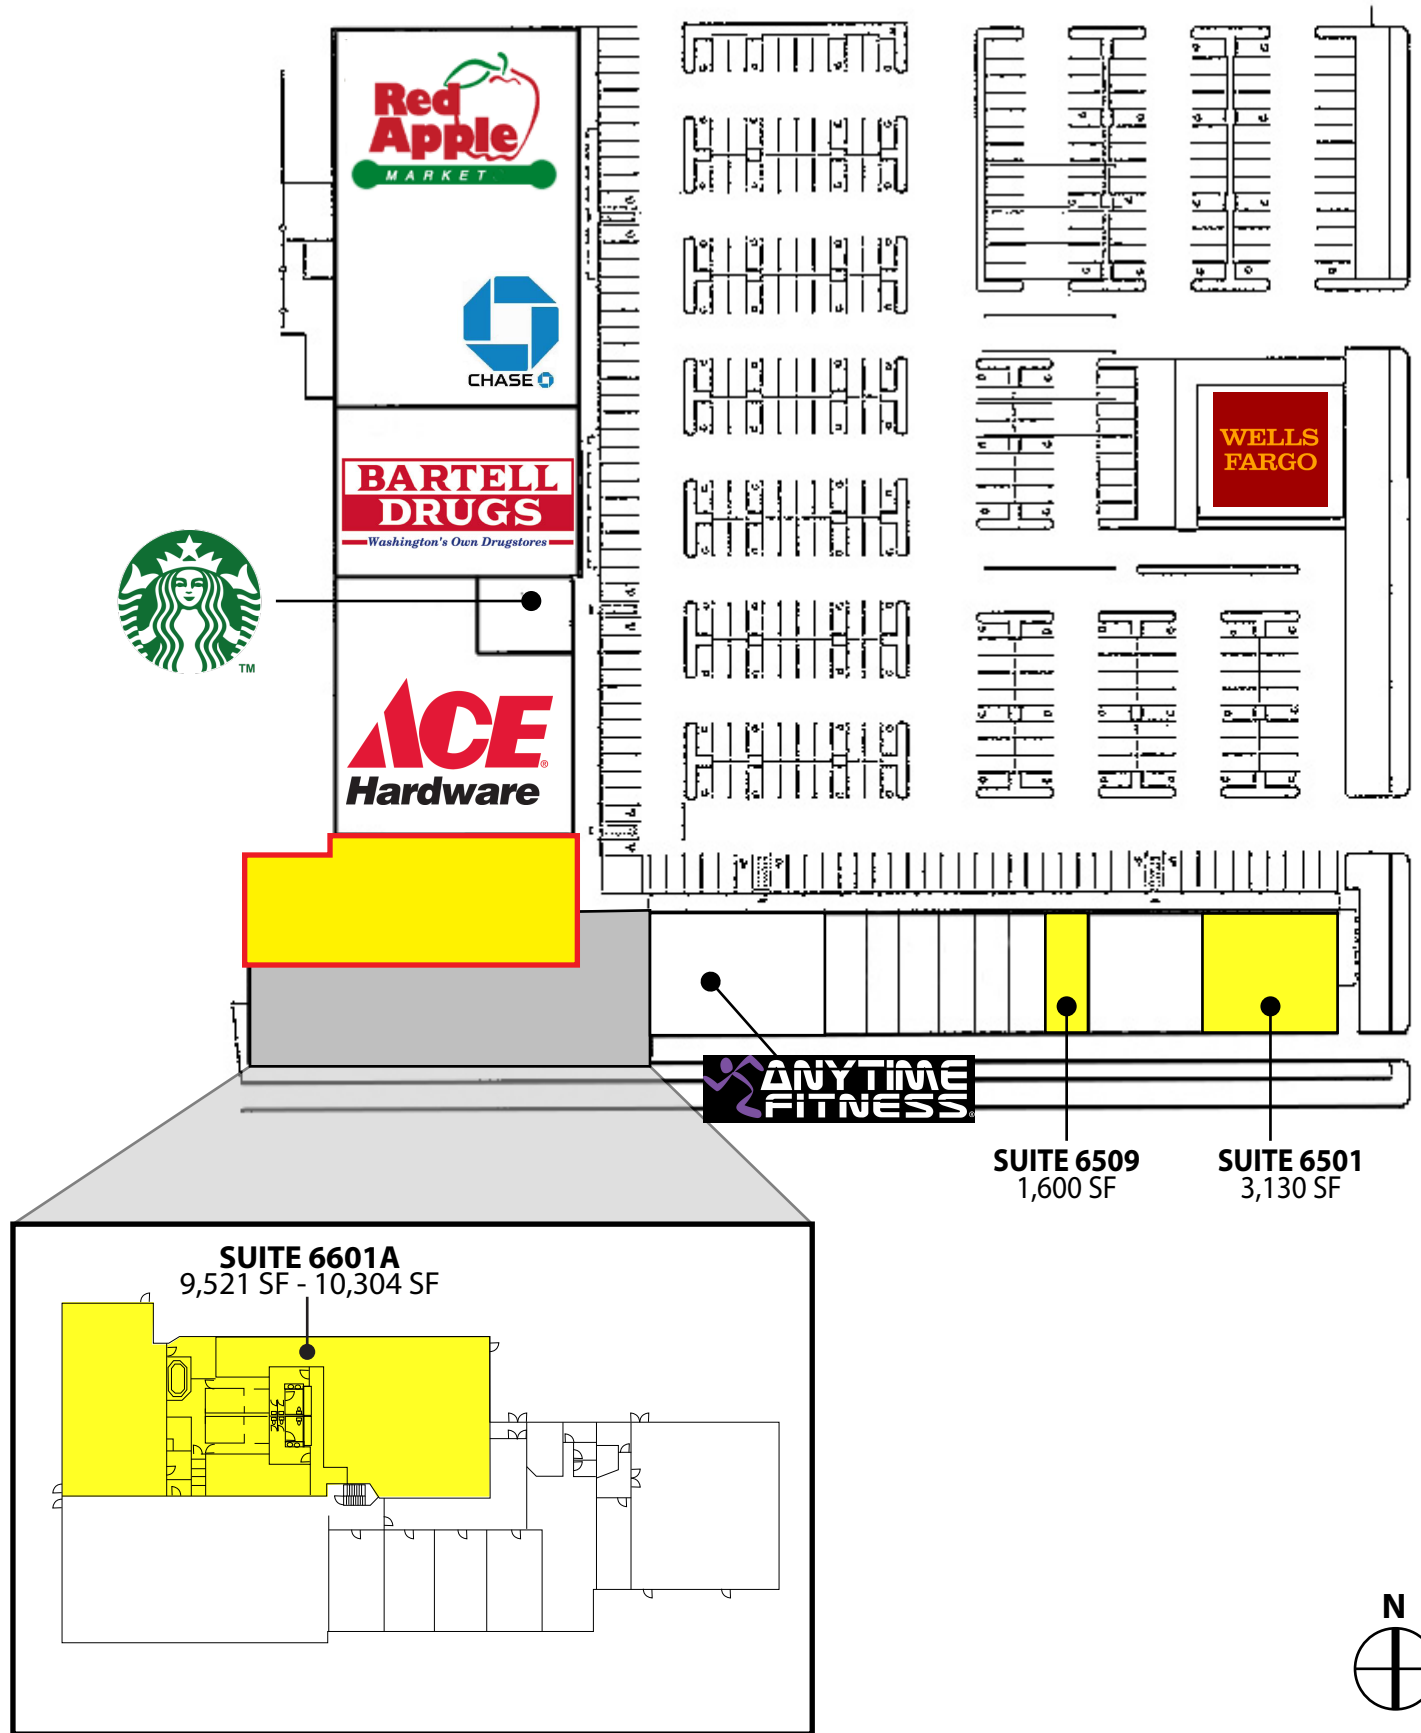 Red
Apple
MARKET
CHASE
BARTELL
DRUGS
Washington's Own Drugstores
WELLS
FARGO
TM
ACE
Hardware
ANYTIME
FITNESS
SUITE 6509
1,600 SF
SUITE 6501
3,130 SF
SUITE 6601A
9,521 SF - 10,304 SF
N